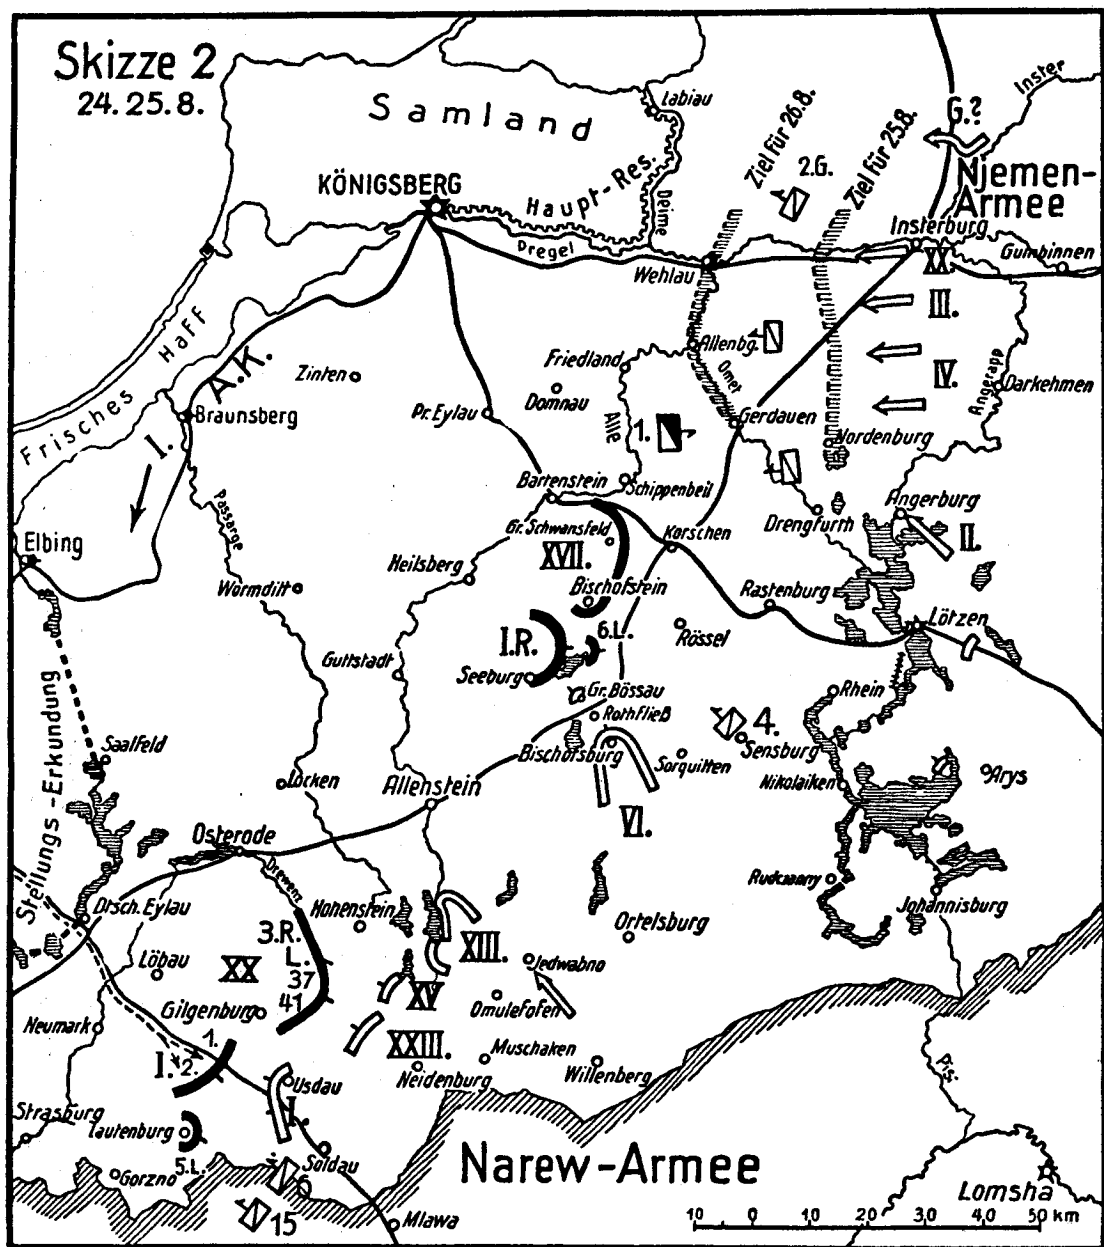 Skizze 2
24. 25. 8.
Samland
Labiau
Inster
G.?
Njemen-
Armee
KÖNIGSBERG
Haupt-Res.
Deime
Ziel für 26.8.
2.G.
Ziel für 25.8.
Pregel
Wehlau
Insterburg
Gumbinnen
XX.
III.
IV.
Frisches Haff
I. A.K.
Braunsberg
Zinten
Friedland
Allenbg.
Omet
Angerapp
Darkehmen
Domnau
Pr. Eylau
Alle
1.
Gerdauen
Nordenburg
Bartenstein
Schippenbeil
Passarge
Gr. Schwansfeld
Korschen
Drengfurth
Angerburg
II.
Elbing
XVII.
Heilsberg
Wormditt
Bischofstein
Rastenburg
Lötzen
I.R.
6.L.
Rössel
Guttstadt
Seeburg
Gr. Bössau
Rothfließ
Rhein
4.
Sensburg
Bischofsburg
Sorquitten
Stellungs-Erkundung
Saalfeld
Locken
Allenstein
Nikolaiken
Arys
VI.
Osterode
Drewenz
Rudczanny
Dtsch. Eylau
Hohenstein
Ortelsburg
Johannisburg
3.R.
L.
37
41
XX
XIII.
Löbau
Jedwabno
XV
Gilgenburg
Omulefofen
Neumark
1.
I. 2.
XXIII.
Muschaken
Neidenburg
Willenberg
Usdau
I.
Pis.
Strasburg
Lautenburg
5.L.
Soldau
Gorzno
6
15
Mlawa
Narew-Armee
Lomsha
10 0 10 20 30 40 50 km